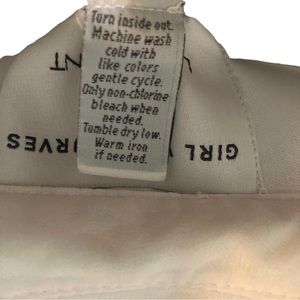 Turn inside out.
Machine wash
cold with
like colors
gentle cycle.
Only non-chlorine
bleach when
needed.
Tumble dry low.
Warm iron
if needed.
GIRL
CURVES